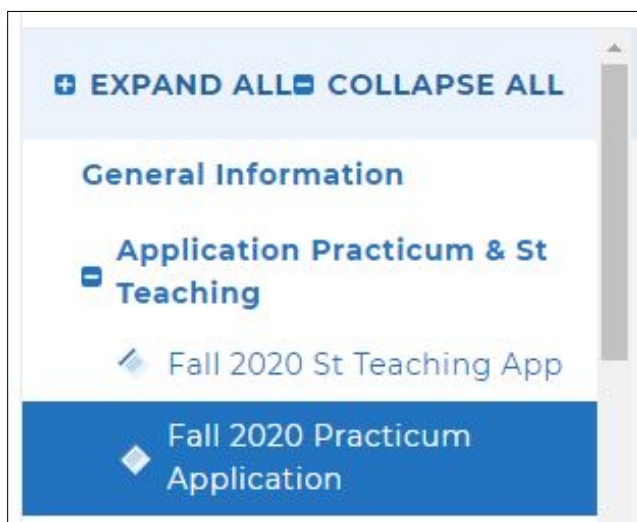 EXPAND ALL COLLAPSE ALL
General Information
Application Practicum & St
Teaching
Fall 2020 St Teaching App
Fall 2020 Practicum
Application